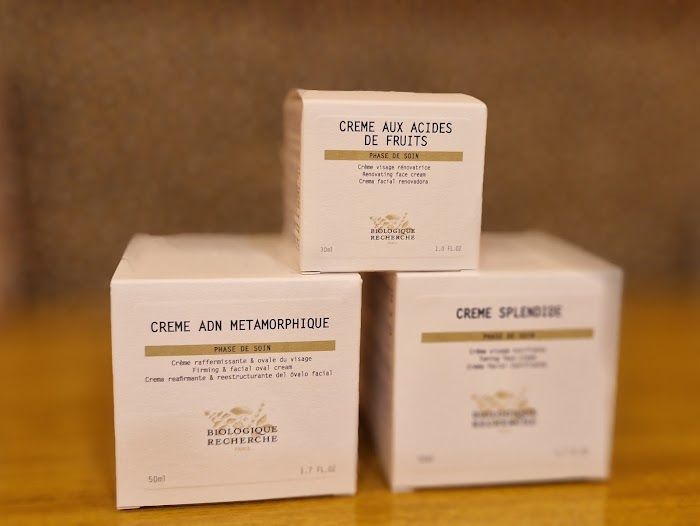 CREME AUX ACIDES
DE FRUITS
PHASE DE SOIN
Crème visage rénovatrice
Renovating face cream
Crema facial renovadora
BIOLOGIQUE
RECHERCHE
PARIS
30ml 1.0 FL.OZ
CREME ADN METAMORPHIQUE
PHASE DE SOIN
Crème raffermissante & ovale du visage
Firming & facial oval cream
Crema reafirmante & reestructurante del óvalo facial
BIOLOGIQUE
RECHERCHE
PARIS
50ml 1.7 FL.OZ
CREME SPLENDIDE
PHASE DE SOIN
BIOLOGIQUE
RECHERCHE